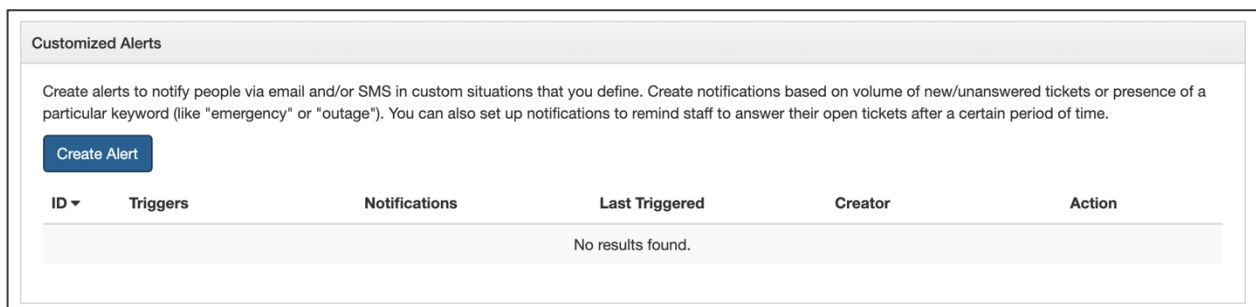 Customized Alerts
Create alerts to notify people via email and/or SMS in custom situations that you define. Create notifications based on volume of new/unanswered tickets or presence of a
particular keyword (like "emergency" or "outage"). You can also set up notifications to remind staff to answer their open tickets after a certain period of time.
Create Alert
ID Triggers Notifications Last Triggered Creator Action
No results found.